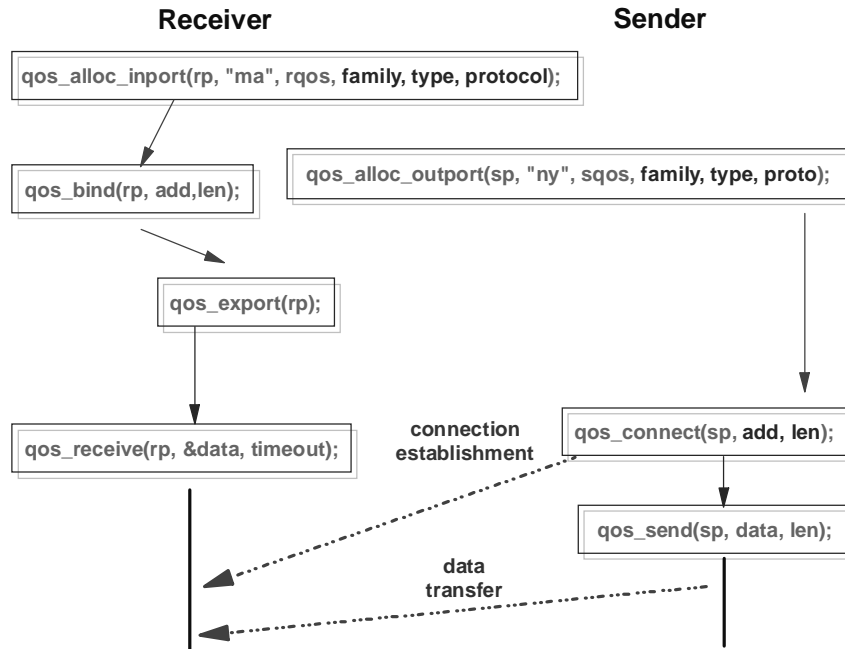 Receiver
Sender
qos_alloc_inport(rp, "ma", rqos, family, type, protocol);
qos_bind(rp, add,len);
qos_alloc_outport(sp, "ny", sqos, family, type, proto);
qos_export(rp);
qos_receive(rp, &data, timeout);
connection
establishment
qos_connect(sp, add, len);
qos_send(sp, data, len);
data
transfer